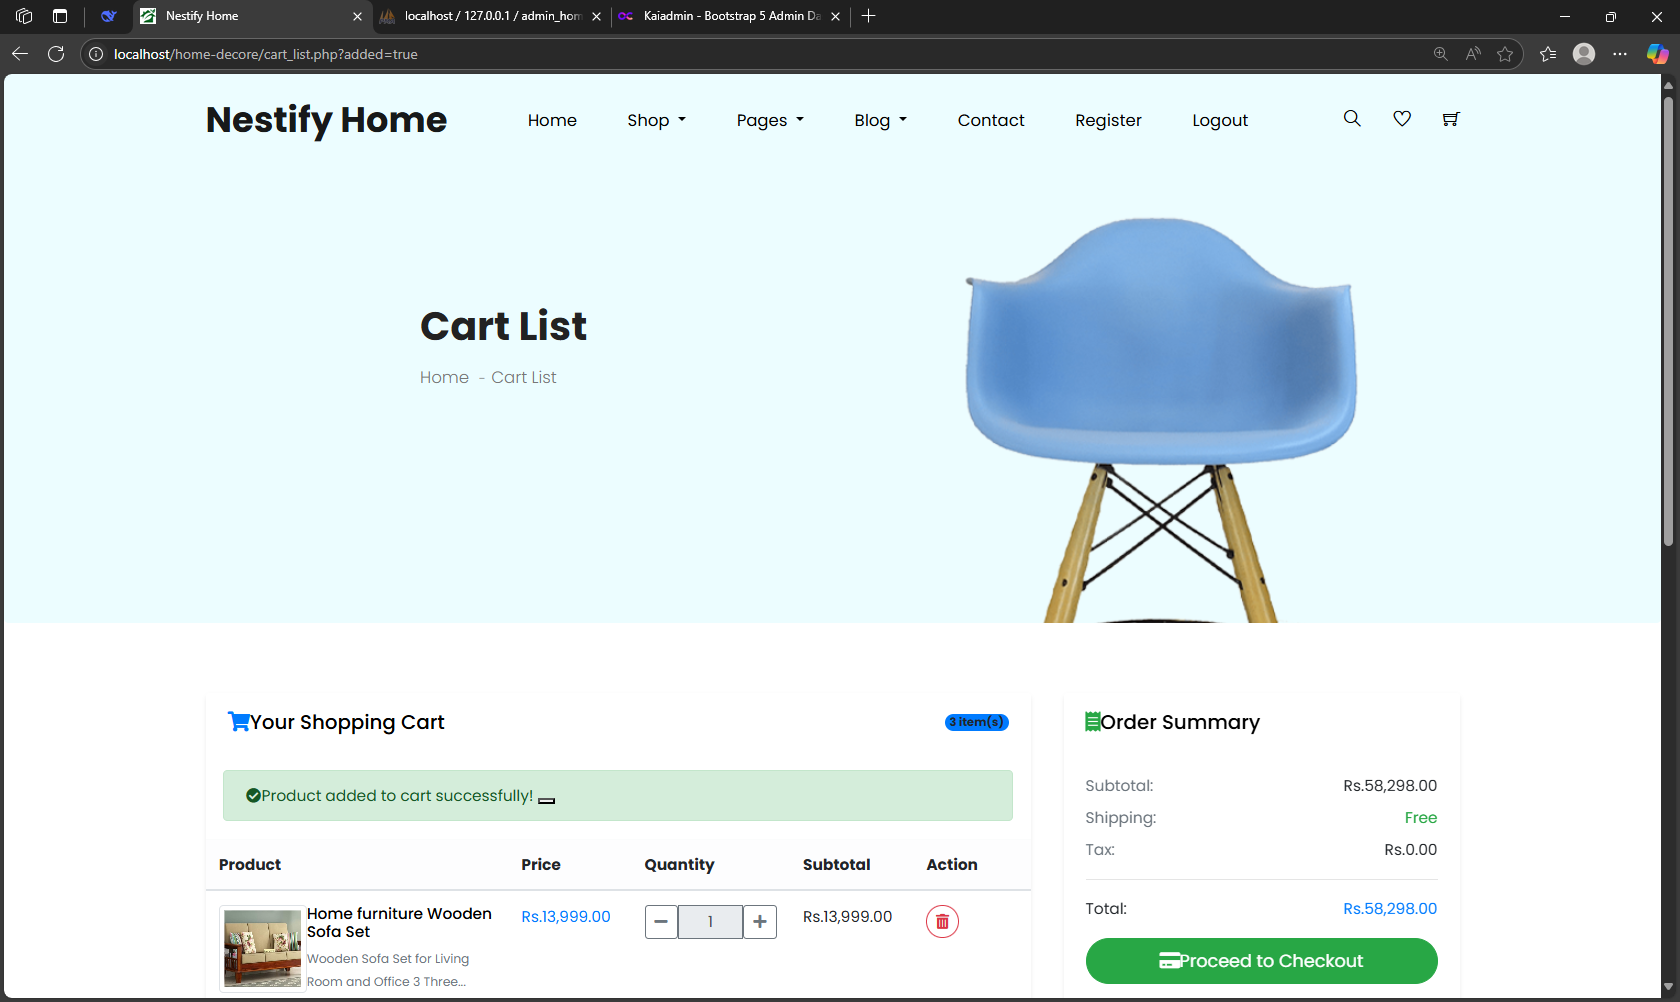 Nestify Home
localhost / 127.0.0.1 / admin_hom
Kaiadmin - Bootstrap 5 Admin Da
localhost/home-decore/cart_list.php?added=true
Nestify Home
Home
Shop
Pages
Blog
Contact
Register
Logout
Cart List
Home - Cart List
Your Shopping Cart
3 item(s)
Product added to cart successfully!
Product Price Quantity Subtotal Action
Home furniture Wooden
Sofa Set
Wooden Sofa Set for Living
Room and Office 3 Three...
Rs.13,999.00
1
Rs.13,999.00
Order Summary
Subtotal: Rs.58,298.00
Shipping: Free
Tax: Rs.0.00
Total: Rs.58,298.00
Proceed to Checkout